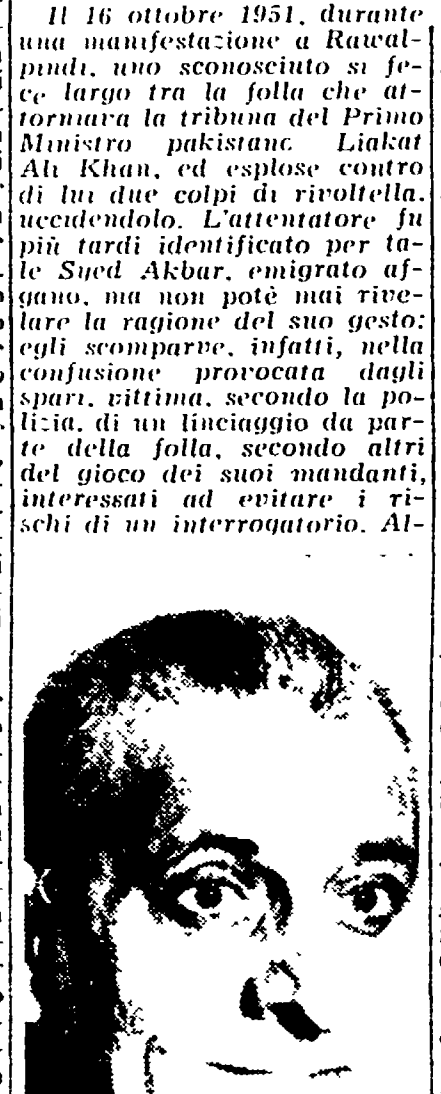 Il 16 ottobre 1951, durante
una manifestazione a Rawal-
pindi, uno sconosciuto si fe-
ce largo tra la folla che at-
torniava la tribuna del Primo
Ministro pakistano Liakat
Ali Khan, ed esplose contro
di lui due colpi di rivoltella,
uccidendolo. L'attentatore fu
più tardi identificato per ta-
le Syed Akbar, emigrato af-
gano, ma non potè mai rive-
lare la ragione del suo gesto:
egli scomparve, infatti, nella
confusione provocata dagli
spari, vittima, secondo la po-
lizia, di un linciaggio da par-
te della folla, secondo altri
del gioco dei suoi mandanti,
interessati ad evitare i ri-
schi di un interrogatorio. Al-